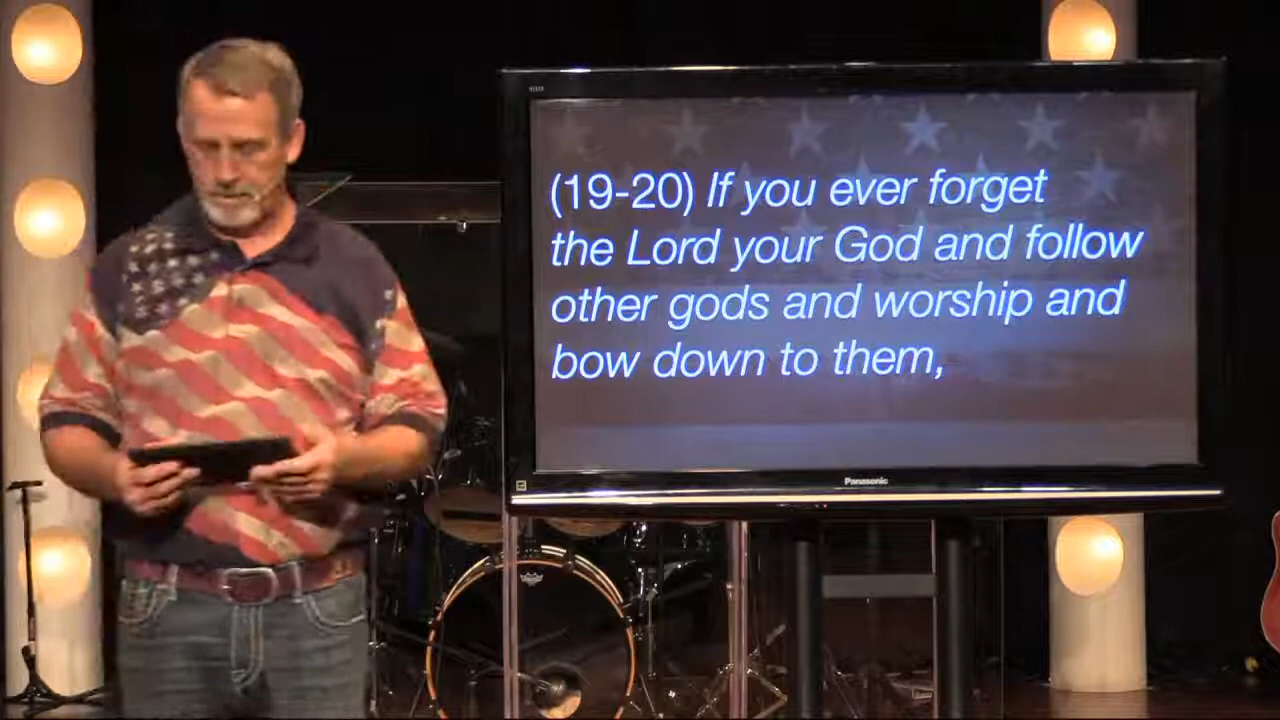 (19-20) If you ever forget
the Lord your God and follow
other gods and worship and
bow down to them,
Panasonic